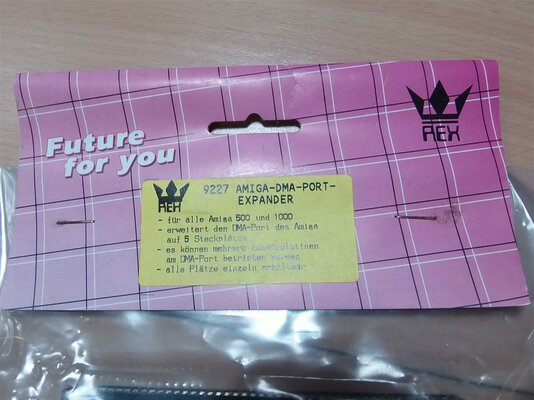 Future
for you
REX
REX
9227 AMIGA-DMA-PORT-
EXPANDER
- für alle Amiga 500 und 1000
- erweitert den DMA-Port des Amiga
auf 5 Steckplätze
- es können mehrere Zusatzplatinen
am DMA-Port betrieben werden
- alle Plätze einzeln